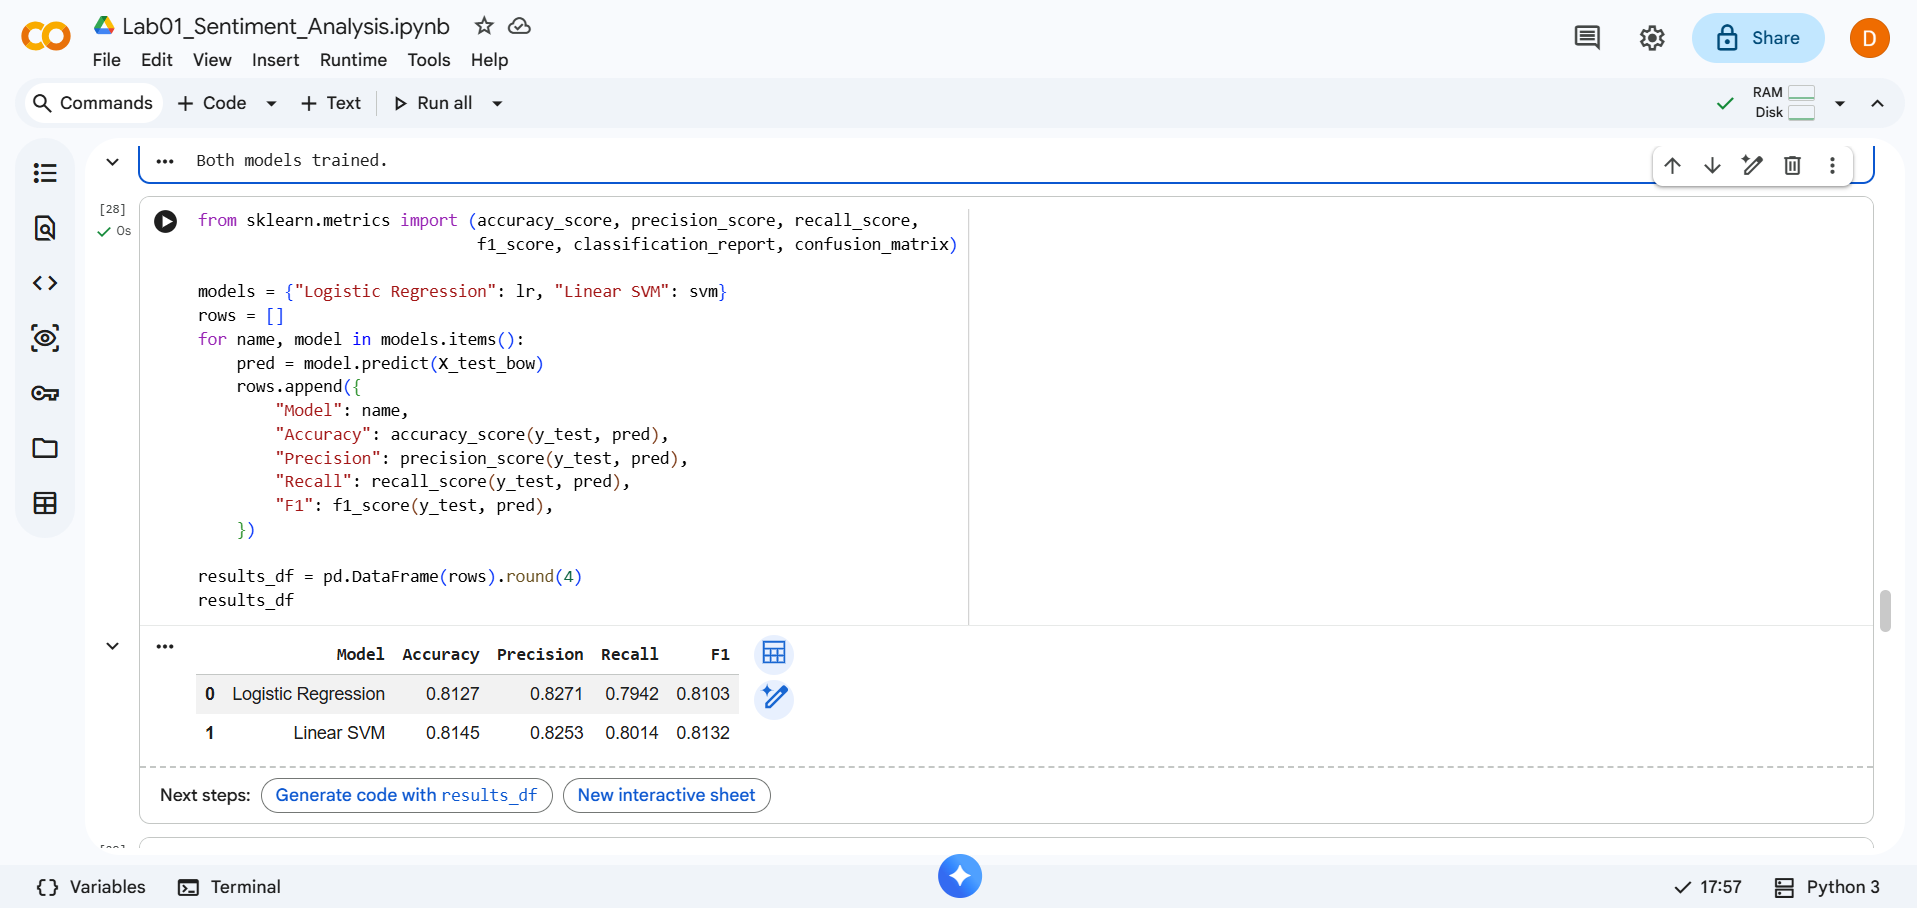 Lab01_Sentiment_Analysis.ipynb
File Edit View Insert Runtime Tools Help
Share
D
Commands + Code + Text Run all
RAM
Disk
Both models trained.
[28]
0s
from sklearn.metrics import (accuracy_score, precision_score, recall_score,
                             f1_score, classification_report, confusion_matrix)
models = {"Logistic Regression": lr, "Linear SVM": svm}
rows = []
for name, model in models.items():
    pred = model.predict(X_test_bow)
    rows.append({
        "Model": name,
        "Accuracy": accuracy_score(y_test, pred),
        "Precision": precision_score(y_test, pred),
        "Recall": recall_score(y_test, pred),
        "F1": f1_score(y_test, pred),
    })
results_df = pd.DataFrame(rows).round(4)
results_df
Model Accuracy Precision Recall F1
0 Logistic Regression 0.8127 0.8271 0.7942 0.8103
1 Linear SVM 0.8145 0.8253 0.8014 0.8132
Next steps: Generate code with results_df New interactive sheet
Variables Terminal 17:57 Python 3